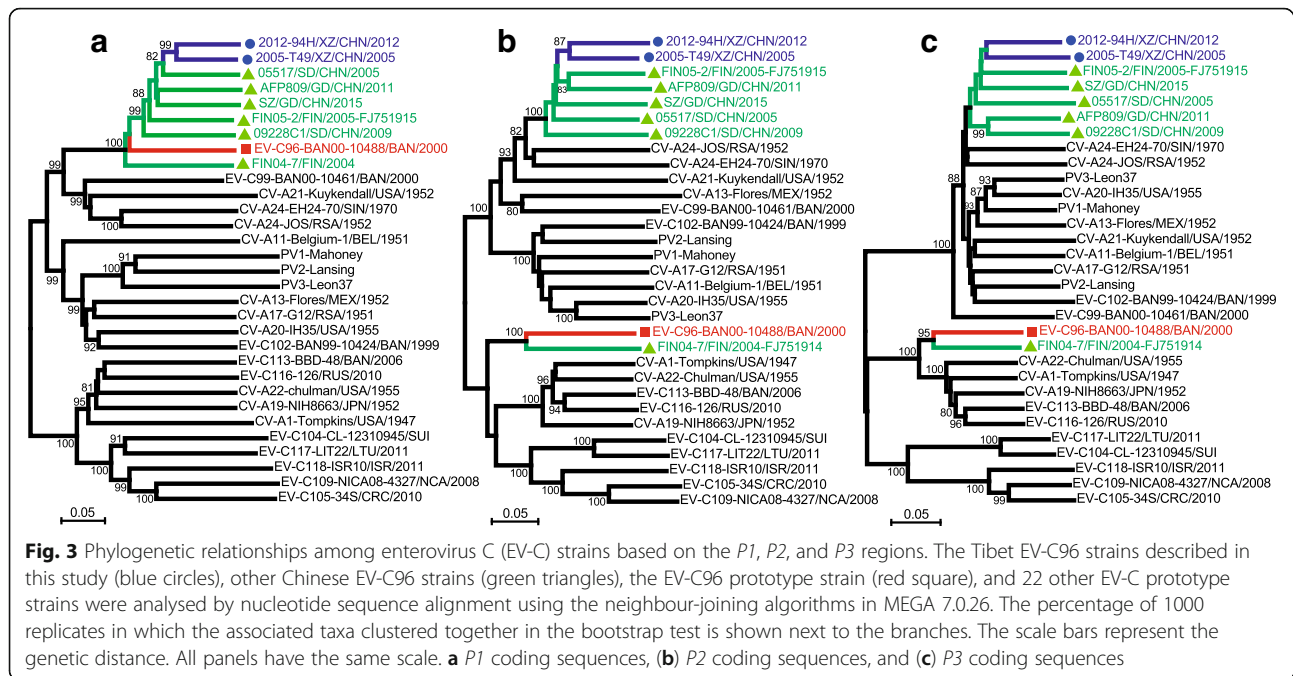 a
99
82
88
99
100
99
99
100
99
91
100
99
92
81
95
100
91
99
100
2012-94H/XZ/CHN/2012
2005-T49/XZ/CHN/2005
05517/SD/CHN/2005
AFP809/GD/CHN/2011
SZ/GD/CHN/2015
FIN05-2/FIN/2005-FJ751915
09228C1/SD/CHN/2009
EV-C96-BAN00-10488/BAN/2000
FIN04-7/FIN/2004
EV-C99-BAN00-10461/BAN/2000
CV-A21-Kuykendall/USA/1952
CV-A24-EH24-70/SIN/1970
CV-A24-JOS/RSA/1952
CV-A11-Belgium-1/BEL/1951
PV1-Mahoney
PV2-Lansing
PV3-Leon37
CV-A13-Flores/MEX/1952
CV-A17-G12/RSA/1951
CV-A20-IH35/USA/1955
EV-C102-BAN99-10424/BAN/1999
EV-C113-BBD-48/BAN/2006
EV-C116-126/RUS/2010
CV-A22-chulman/USA/1955
CV-A19-NIH8663/JPN/1952
CV-A1-Tompkins/USA/1947
EV-C104-CL-12310945/SUI
EV-C117-LIT22/LTU/2011
EV-C118-ISR10/ISR/2011
EV-C109-NICA08-4327/NCA/2008
EV-C105-34S/CRC/2010
0.05
b
87
83
100
82
93
80
100
100
100
96
94
100
100
100
2012-94H/XZ/CHN/2012
2005-T49/XZ/CHN/2005
FIN05-2/FIN/2005-FJ751915
AFP809/GD/CHN/2011
SZ/GD/CHN/2015
05517/SD/CHN/2005
09228C1/SD/CHN/2009
CV-A24-JOS/RSA/1952
CV-A24-EH24-70/SIN/1970
CV-A21-Kuykendall/USA/1952
CV-A13-Flores/MEX/1952
EV-C99-BAN00-10461/BAN/2000
EV-C102-BAN99-10424/BAN/1999
PV2-Lansing
PV1-Mahoney
CV-A17-G12/RSA/1951
CV-A11-Belgium-1/BEL/1951
CV-A20-IH35/USA/1955
PV3-Leon37
EV-C96-BAN00-10488/BAN/2000
FIN04-7/FIN/2004-FJ751914
CV-A1-Tompkins/USA/1947
CV-A22-Chulman/USA/1955
EV-C113-BBD-48/BAN/2006
EV-C116-126/RUS/2010
CV-A19-NIH8663/JPN/1952
EV-C104-CL-12310945/SUI
EV-C117-LIT22/LTU/2011
EV-C118-ISR10/ISR/2011
EV-C105-34S/CRC/2010
EV-C109-NICA08-4327/NCA/2008
0.05
c
88
93
87
93
100
95
100
80
96
100
100
99
2012-94H/XZ/CHN/2012
2005-T49/XZ/CHN/2005
FIN05-2/FIN/2005-FJ751915
SZ/GD/CHN/2015
05517/SD/CHN/2005
AFP809/GD/CHN/2011
09228C1/SD/CHN/2009
CV-A24-EH24-70/SIN/1970
CV-A24-JOS/RSA/1952
PV3-Leon37
CV-A20-IH35/USA/1955
PV1-Mahoney
CV-A13-Flores/MEX/1952
CV-A21-Kuykendall/USA/1952
CV-A11-Belgium-1/BEL/1951
CV-A17-G12/RSA/1951
PV2-Lansing
EV-C102-BAN99-10424/BAN/1999
EV-C99-BAN00-10461/BAN/2000
EV-C96-BAN00-10488/BAN/2000
FIN04-7/FIN/2004-FJ751914
CV-A22-Chulman/USA/1955
CV-A1-Tompkins/USA/1947
CV-A19-NIH8663/JPN/1952
EV-C113-BBD-48/BAN/2006
EV-C116-126/RUS/2010
EV-C117-LIT22/LTU/2011
EV-C104-CL-12310945/SUI
EV-C118-ISR10/ISR/2011
EV-C109-NICA08-4327/NCA/2008
EV-C105-34S/CRC/2010
0.05
Fig. 3 Phylogenetic relationships among enterovirus C (EV-C) strains based on the P1, P2, and P3 regions. The Tibet EV-C96 strains described in
this study (blue circles), other Chinese EV-C96 strains (green triangles), the EV-C96 prototype strain (red square), and 22 other EV-C prototype
strains were analysed by nucleotide sequence alignment using the neighbour-joining algorithms in MEGA 7.0.26. The percentage of 1000
replicates in which the associated taxa clustered together in the bootstrap test is shown next to the branches. The scale bars represent the
genetic distance. All panels have the same scale. a P1 coding sequences, (b) P2 coding sequences, and (c) P3 coding sequences